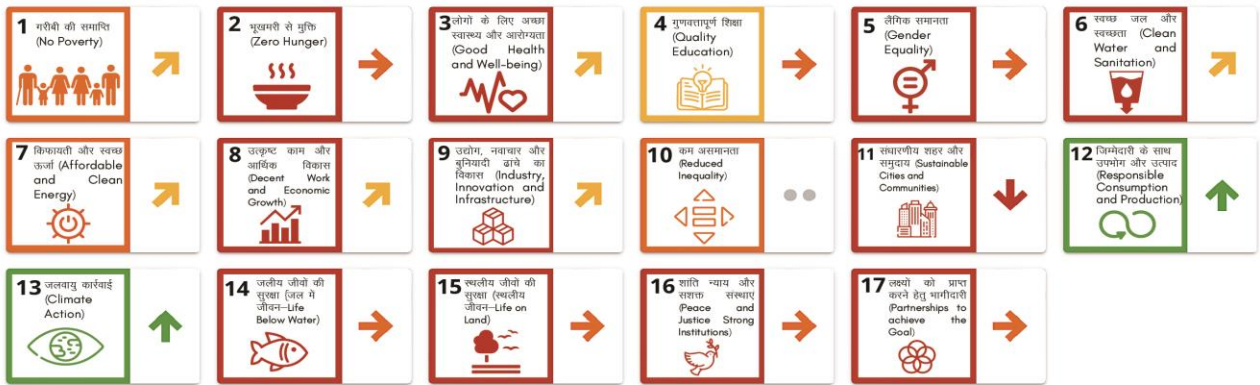 1 गरीबी की समाप्ति
(No Poverty)
2 भूखमरी से मुक्ति
(Zero Hunger)
3 लोगों के लिए अच्छा
स्वास्थ्य और आरोग्यता
(Good Health
and Well-being)
4 गुणवत्तापूर्ण शिक्षा
(Quality
Education)
5 लैंगिक समानता
(Gender
Equality)
6 स्वच्छ जल और
स्वच्छता (Clean
Water and
Sanitation)
7 किफायती और स्वच्छ
ऊर्जा (Affordable
and Clean
Energy)
8 उत्कृष्ट काम और
आर्थिक विकास
(Decent Work
and Economic
Growth)
9 उद्योग, नवाचार और
बुनियादी ढांचे का
विकास (Industry,
Innovation and
Infrastructure)
10 कम असमानता
(Reduced
Inequality)
11 संधारणीय शहर और
समुदाय (Sustainable
Cities and
Communities)
12 जिम्मेदारी के साथ
उपभोग और उत्पाद
(Responsible
Consumption
and Production)
13 जलवायु कार्रवाई
(Climate
Action)
14 जलीय जीवों की
सुरक्षा (जल में
जीवन–Life
Below Water)
15 स्थलीय जीवों की
सुरक्षा (स्थलीय
जीवन–Life on
Land)
16 शांति न्याय और
सशक्त संस्थाएं
(Peace and
Justice Strong
Institutions)
17 लक्ष्यों को प्राप्त
करने हेतु भागीदारी
(Partnerships to
achieve the
Goal)